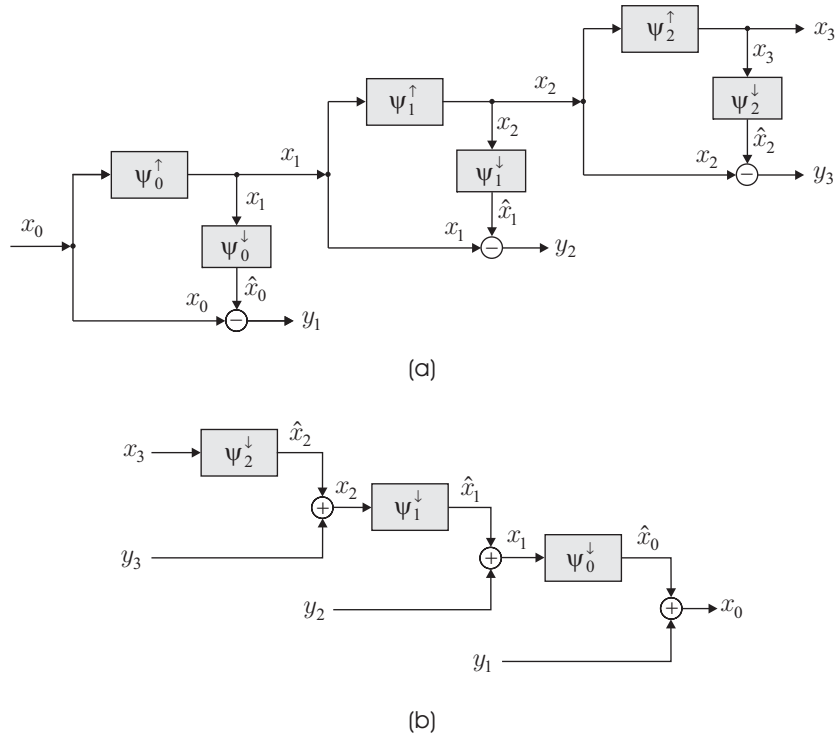 ψ₂↑ x₃
x₃
ψ₁↑ x₂ ψ₂↓
x₂ x̂₂
ψ₀↑ x₁ ψ₁↓ x₂ − y₃
x₁ x̂₁
x₀ ψ₀↓ x₁ − y₂
x₀ x̂₀
− y₁
(a)
x₃ ψ₂↓ x̂₂
x₂ ψ₁↓ x̂₁
+
y₃ x₁ ψ₀↓ x̂₀
+
y₂ + x₀
y₁
(b)